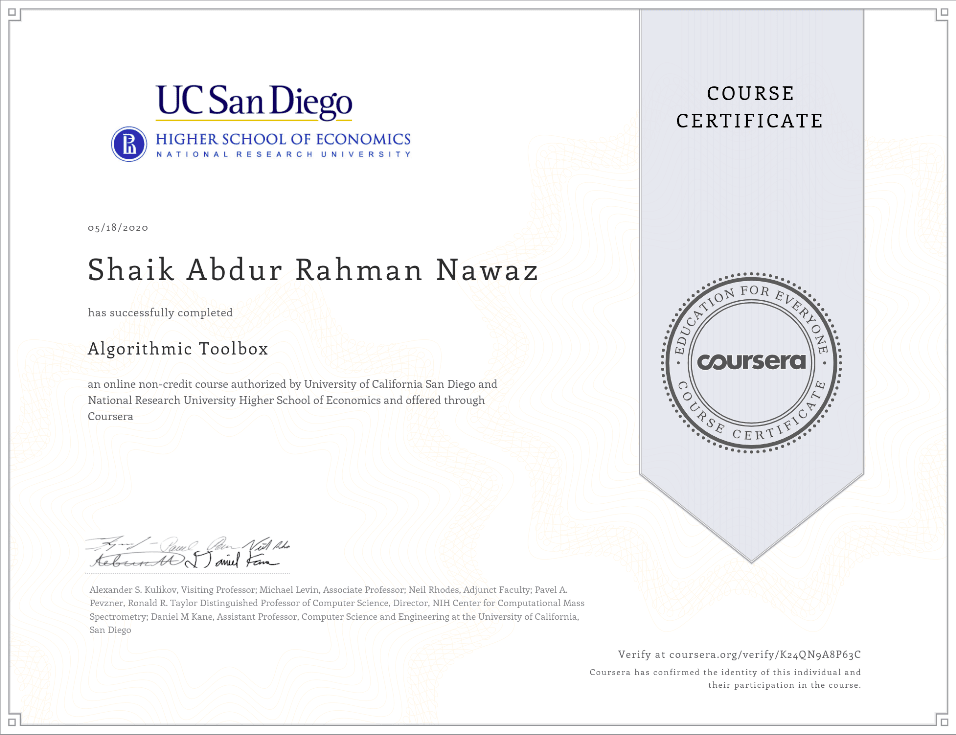 UC San Diego
HIGHER SCHOOL OF ECONOMICS
NATIONAL RESEARCH UNIVERSITY
COURSE
CERTIFICATE
05/18/2020
Shaik Abdur Rahman Nawaz
has successfully completed
Algorithmic Toolbox
an online non-credit course authorized by University of California San Diego and
National Research University Higher School of Economics and offered through
Coursera
EDUCATION FOR EVERYONE
coursera
COURSE CERTIFICATE
Alexander S. Kulikov, Visiting Professor; Michael Levin, Associate Professor; Neil Rhodes, Adjunct Faculty; Pavel A.
Pevzner, Ronald R. Taylor Distinguished Professor of Computer Science, Director, NIH Center for Computational Mass
Spectrometry; Daniel M Kane, Assistant Professor, Computer Science and Engineering at the University of California,
San Diego
Verify at coursera.org/verify/K24QN9A8P63C
Coursera has confirmed the identity of this individual and
their participation in the course.